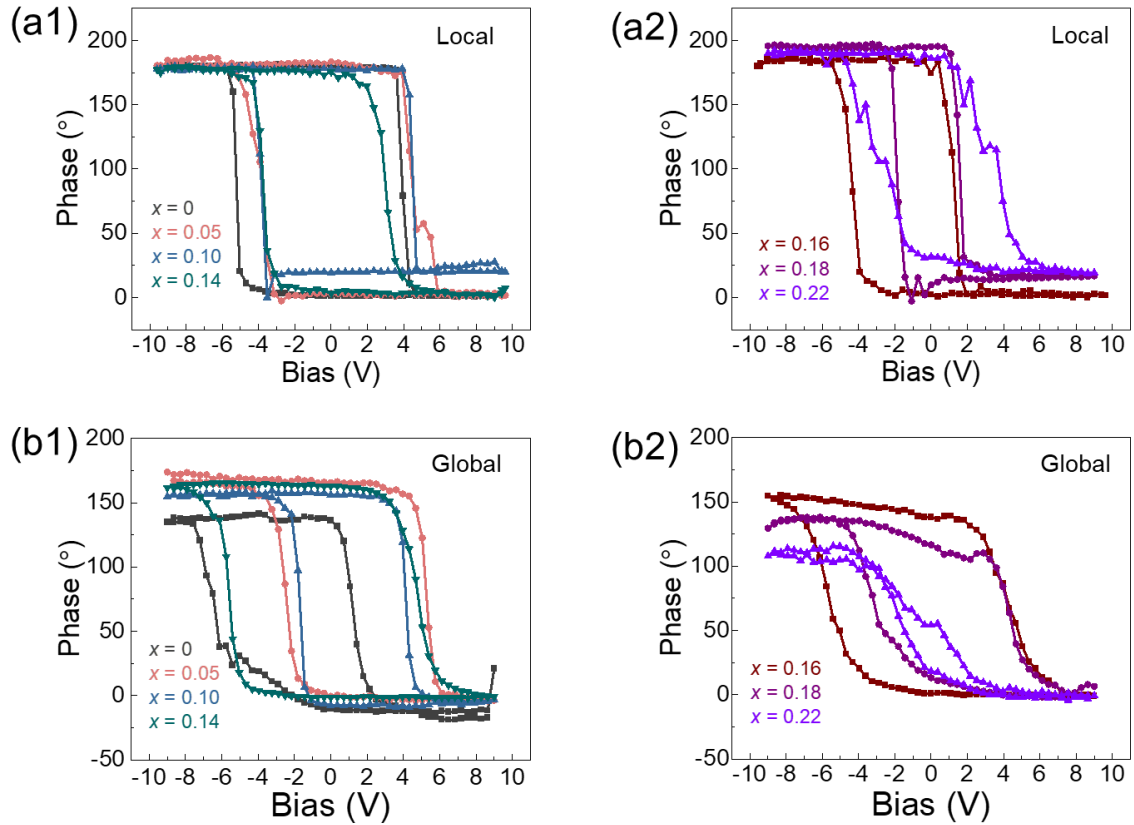 (a1)
Local
Phase (°)
200
150
100
50
0
x = 0
x = 0.05
x = 0.10
x = 0.14
-10 -8 -6 -4 -2 0 2 4 6 8 10
Bias (V)
(a2)
Local
Phase (°)
200
150
100
50
0
x = 0.16
x = 0.18
x = 0.22
-10 -8 -6 -4 -2 0 2 4 6 8 10
Bias (V)
(b1)
Global
Phase (°)
200
150
100
50
0
-50
x = 0
x = 0.05
x = 0.10
x = 0.14
-10 -8 -6 -4 -2 0 2 4 6 8 10
Bias (V)
(b2)
Global
Phase (°)
200
150
100
50
0
-50
x = 0.16
x = 0.18
x = 0.22
-10 -8 -6 -4 -2 0 2 4 6 8 10
Bias (V)